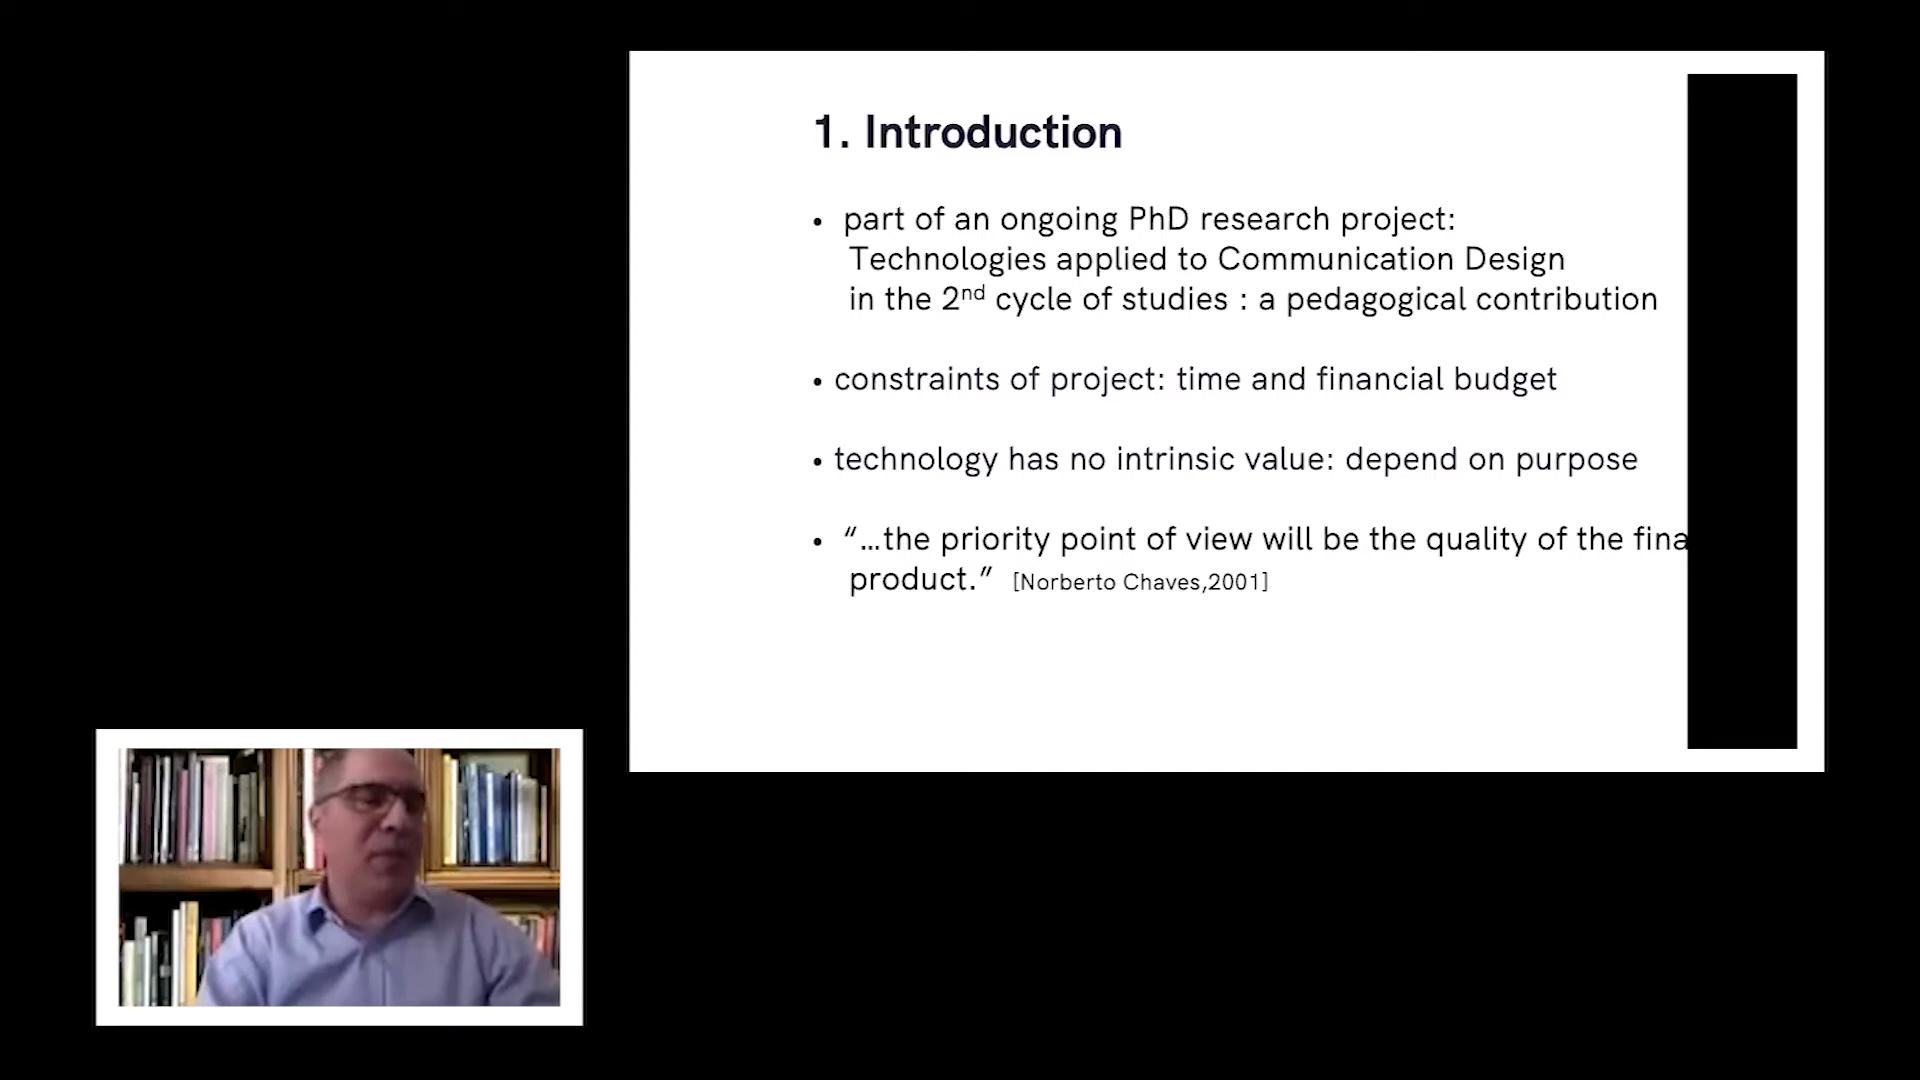 1. Introduction
• part of an ongoing PhD research project:
Technologies applied to Communication Design
in the 2nd cycle of studies : a pedagogical contribution
• constraints of project: time and financial budget
• technology has no intrinsic value: depend on purpose
• “...the priority point of view will be the quality of the fina
product.” [Norberto Chaves,2001]